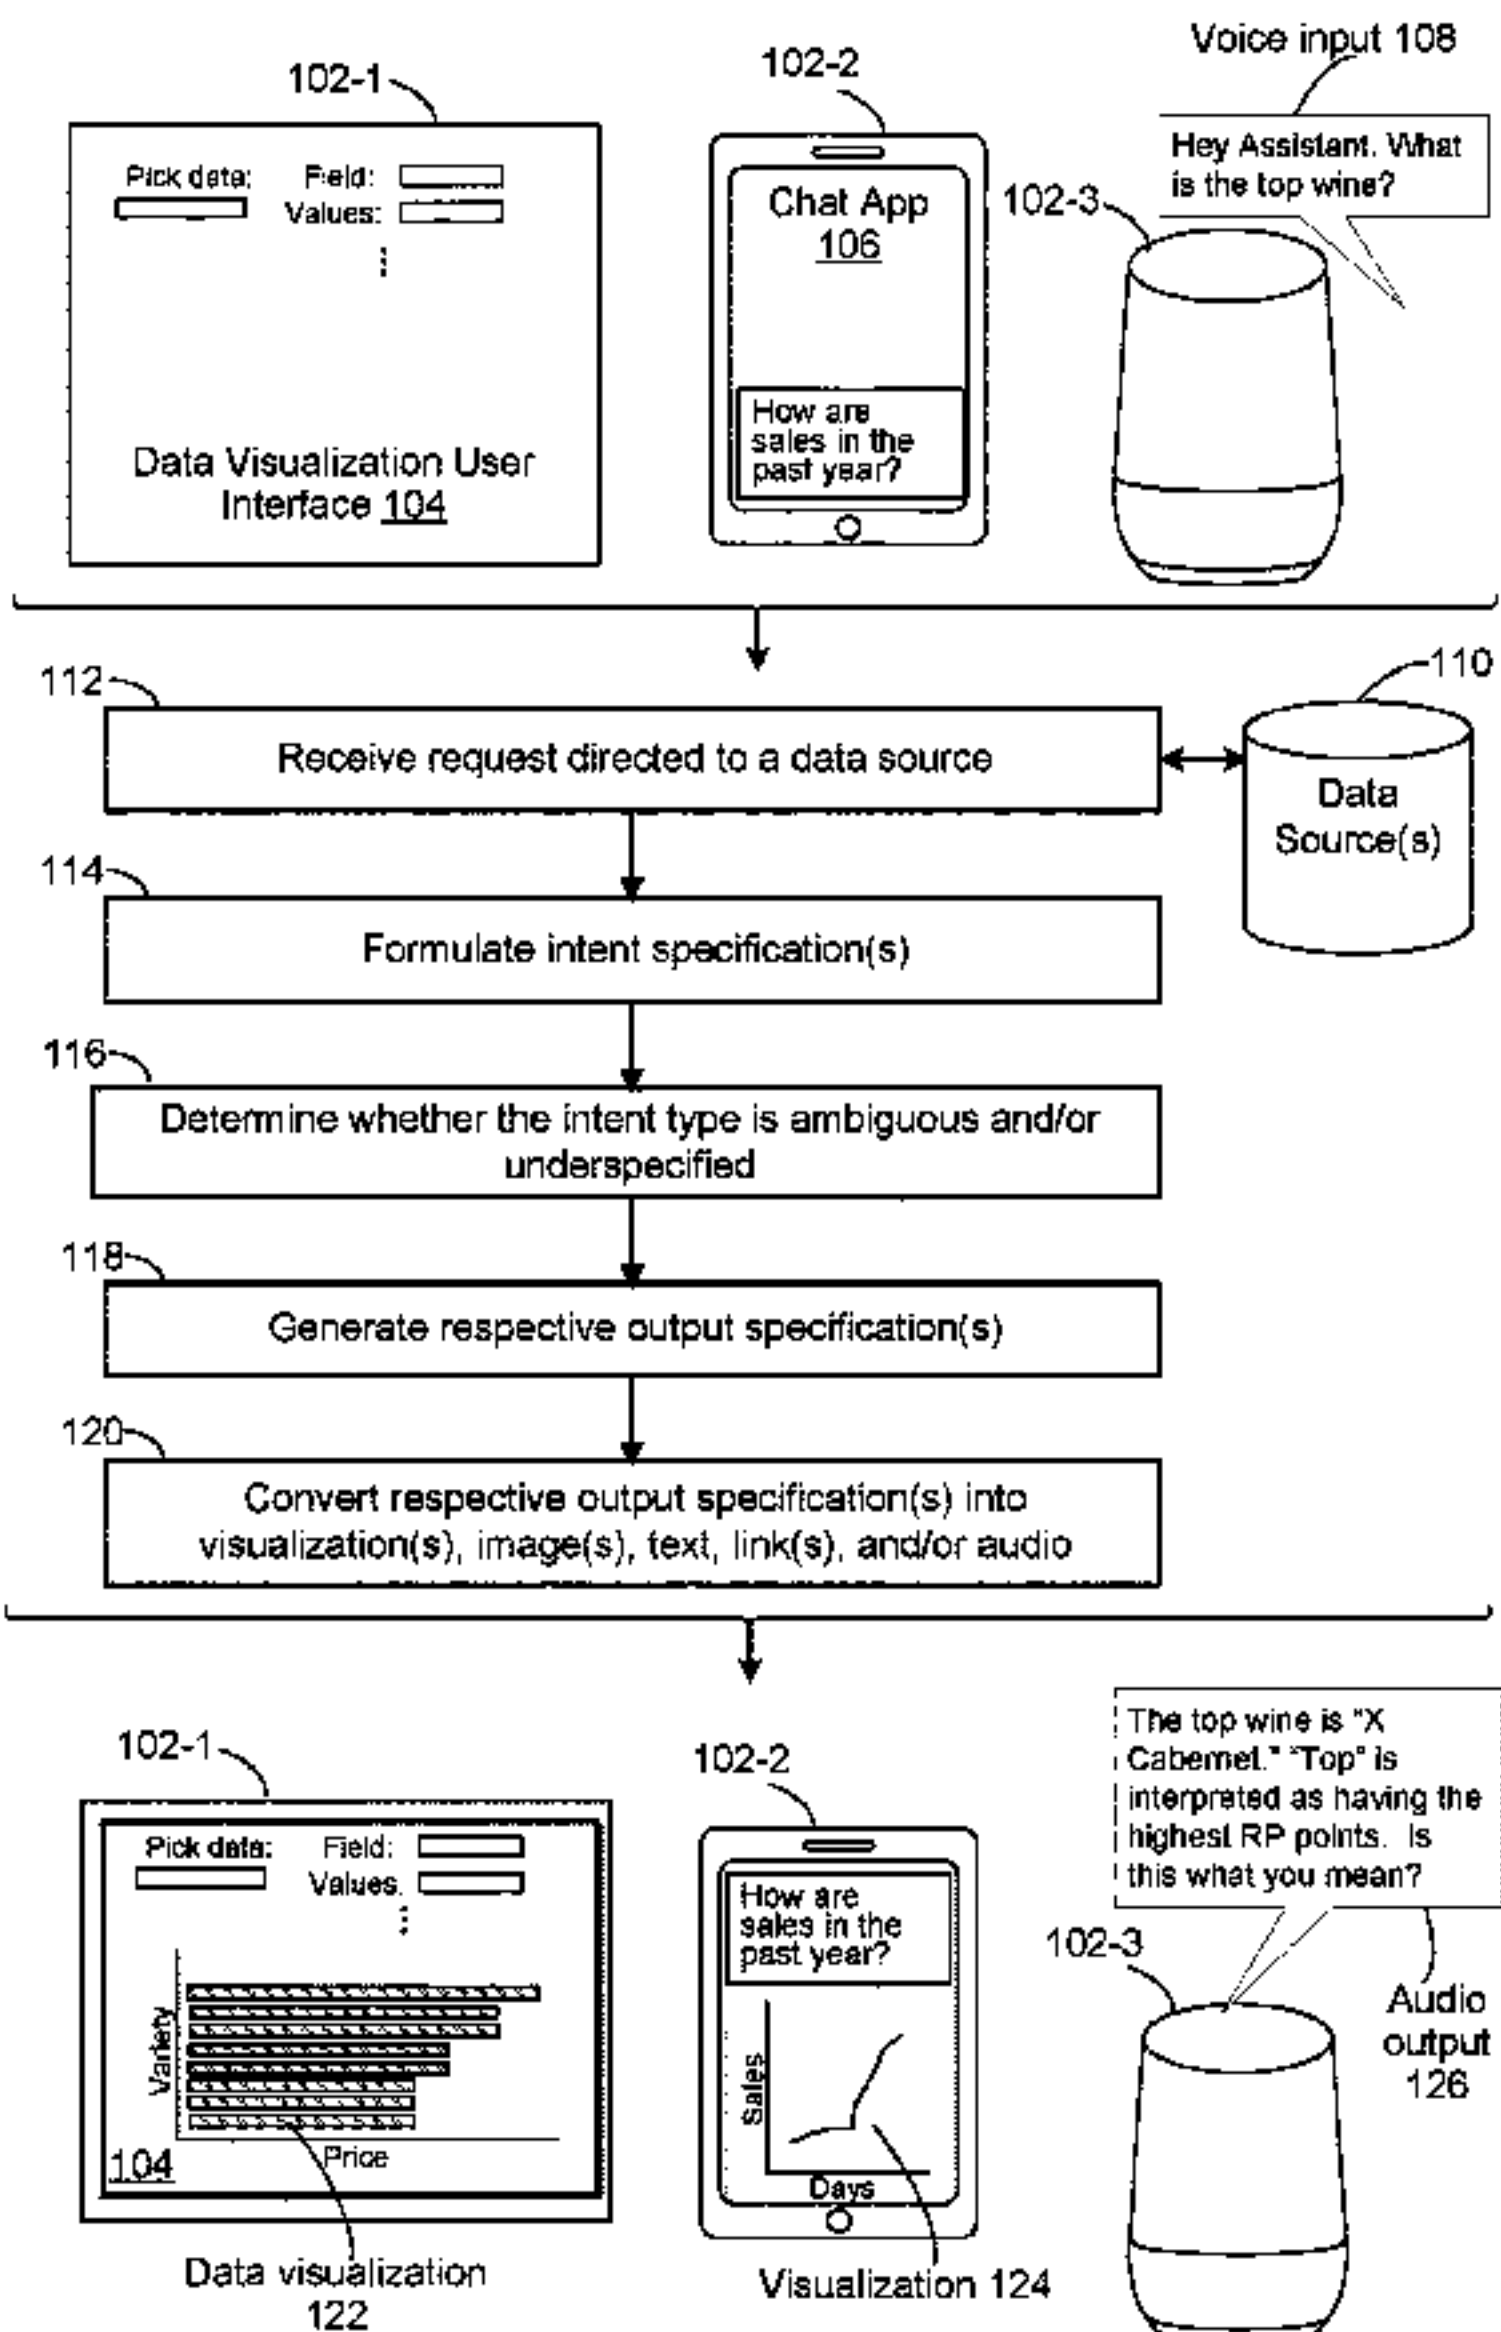 102-1
102-2
Voice input 108
Pick data:
Field:
Values:
Data Visualization User
Interface 104
Chat App
106
How are
sales in the
past year?
102-3
Hey Assistant. What
is the top wine?
112
Receive request directed to a data source
110
Data
Source(s)
114
Formulate intent specification(s)
116
Determine whether the intent type is ambiguous and/or
underspecified
118
Generate respective output specification(s)
120
Convert respective output specification(s) into
visualization(s), image(s), text, link(s), and/or audio
102-1
Pick data:
Field:
Values.
Variety
Price
104
Data visualization
122
102-2
How are
sales in the
past year?
Sales
Days
Visualization 124
The top wine is "X
Cabernet." "Top" is
interpreted as having the
highest RP points. Is
this what you mean?
102-3
Audio
output
126